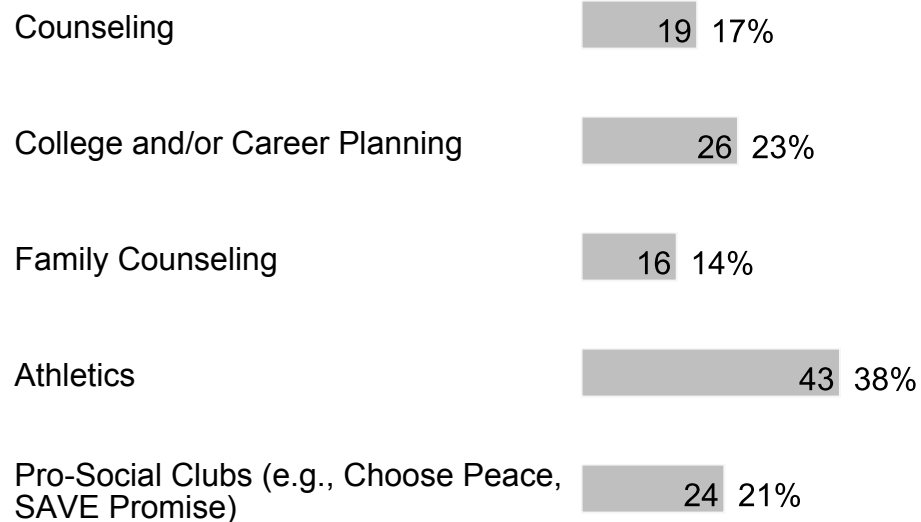 Counseling 19 17%
College and/or Career Planning 26 23%
Family Counseling 16 14%
Athletics 43 38%
Pro-Social Clubs (e.g., Choose Peace,
SAVE Promise) 24 21%